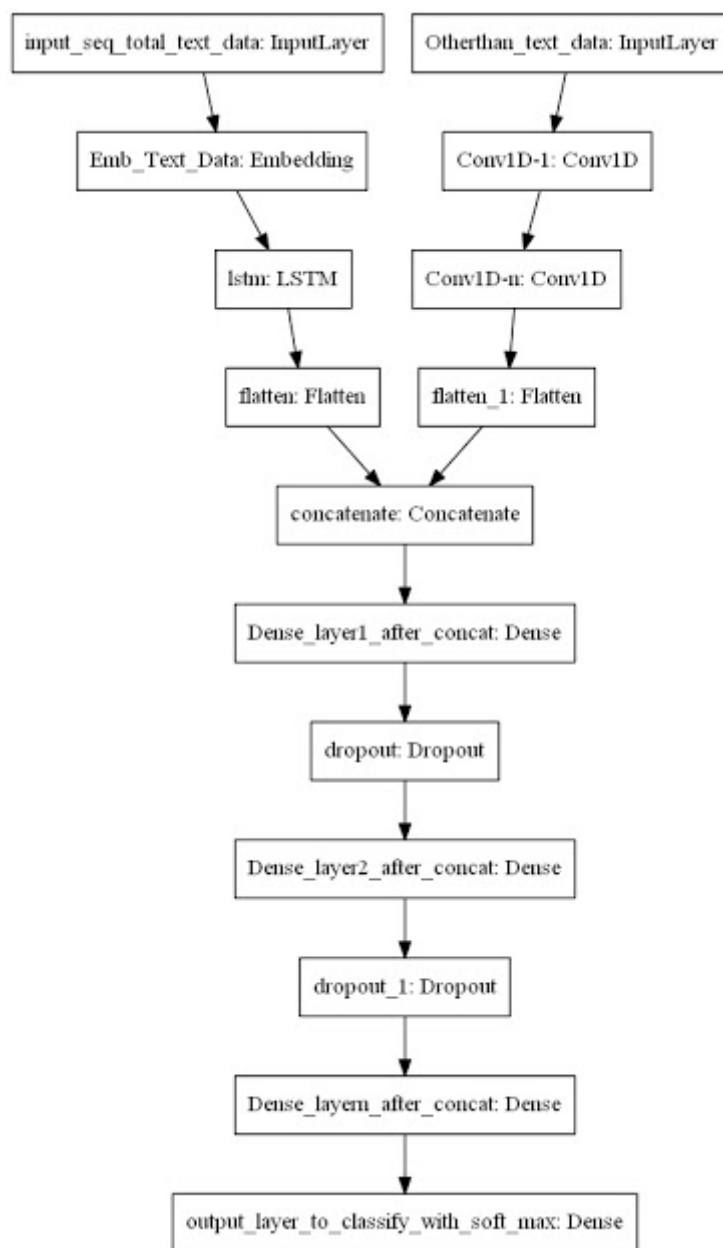 input_seq_total_text_data: InputLayer
Otherthan_text_data: InputLayer
Emb_Text_Data: Embedding
Conv1D-1: Conv1D
lstm: LSTM
Conv1D-n: Conv1D
flatten: Flatten
flatten_1: Flatten
concatenate: Concatenate
Dense_layer1_after_concat: Dense
dropout: Dropout
Dense_layer2_after_concat: Dense
dropout_1: Dropout
Dense_layern_after_concat: Dense
output_layer_to_classify_with_soft_max: Dense